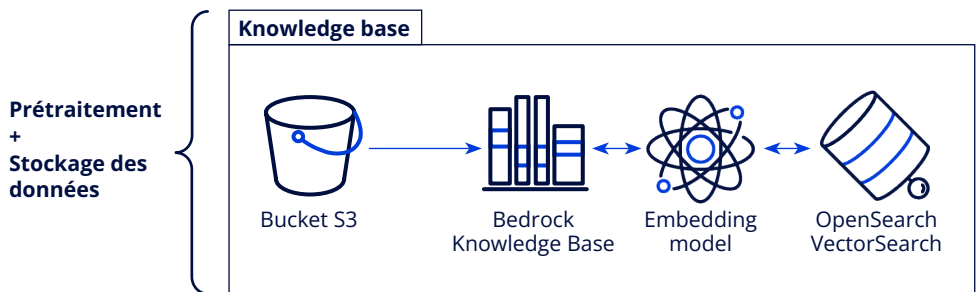 Knowledge base
Prétraitement
+
Stockage des
données
Bucket S3
Bedrock
Knowledge Base
Embedding
model
OpenSearch
VectorSearch